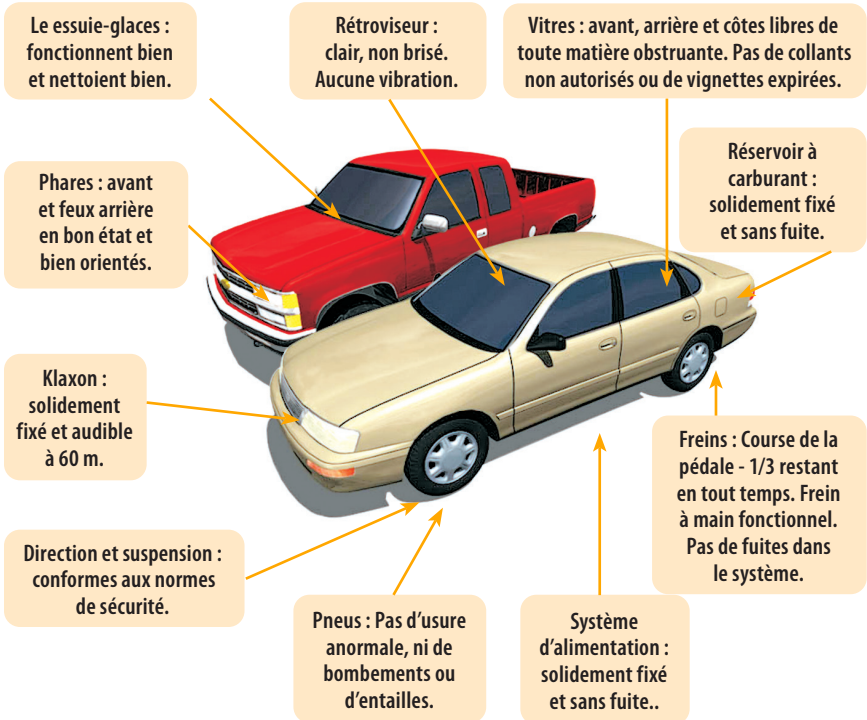 Le essuie-glaces :
fonctionnent bien
et nettoient bien.
Rétroviseur :
clair, non brisé.
Aucune vibration.
Vitres : avant, arrière et côtes libres de
toute matière obstruante. Pas de collants
non autorisés ou de vignettes expirées.
Phares : avant
et feux arrière
en bon état et
bien orientés.
Réservoir à
carburant :
solidement fixé
et sans fuite.
Klaxon :
solidement
fixé et audible
à 60 m.
Freins : Course de la
pédale - 1/3 restant
en tout temps. Frein
à main fonctionnel.
Pas de fuites dans
le système.
Direction et suspension :
conformes aux normes
de sécurité.
Pneus : Pas d'usure
anormale, ni de
bombements ou
d'entailles.
Système
d'alimentation :
solidement fixé
et sans fuite..